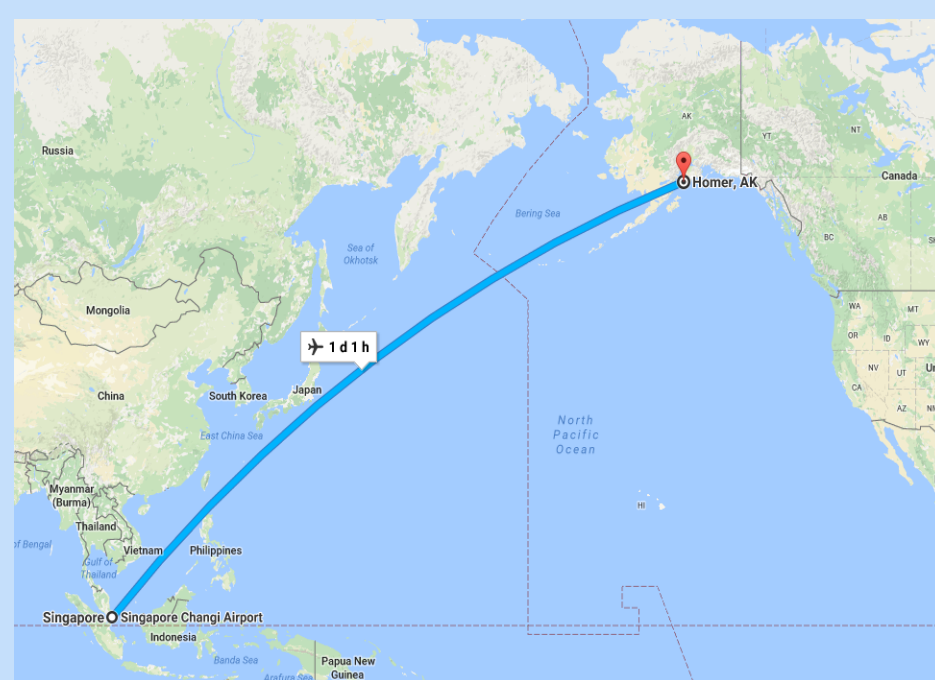 AK
YT
NT
Russia
Canada
Homer, AK
AB
Bering Sea
BC
Sea of
Okhotsk
WA
MT
Mongolia
OR
ID
WY
1 d 1 h
NV
UT
CA
China
South Korea
Japan
AZ
North
Pacific
Ocean
East China Sea
Myanmar
(Burma)
HI
Thailand
of Bengal
Vietnam
Philippines
Gulf of
Thailand
Singapore
Singapore Changi Airport
Indonesia
Banda Sea
Papua New
Guinea
Arafura Sea